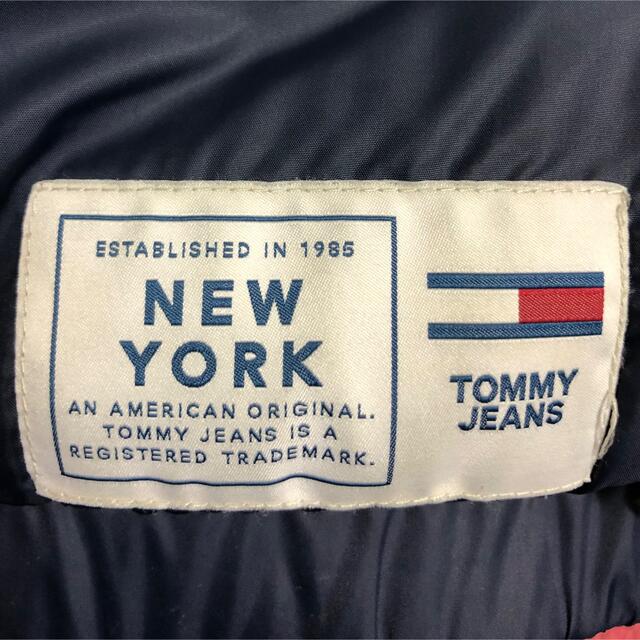 ESTABLISHED IN 1985
NEW
YORK
AN AMERICAN ORIGINAL.
TOMMY JEANS IS A
REGISTERED TRADEMARK.
TOMMY
JEANS